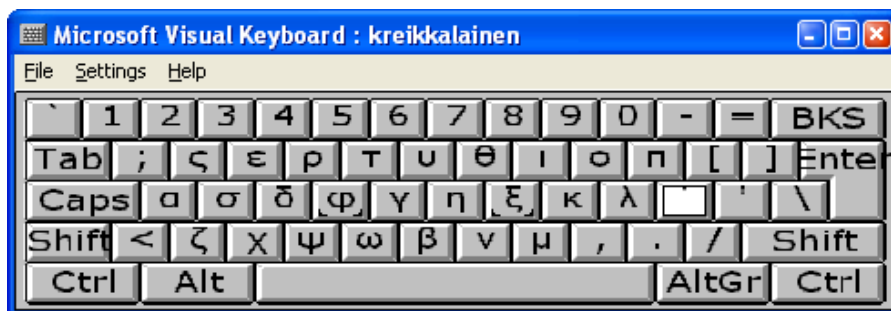 Microsoft Visual Keyboard : kreikkalainen
File Settings Help
` 1 2 3 4 5 6 7 8 9 0 - = BKS
Tab ; ς ε ρ τ υ θ ι ο π [ ] Enter
Caps α σ δ φ γ η ξ κ λ ΄ ' \
Shift < ζ χ ψ ω β ν μ , . / Shift
Ctrl Alt AltGr Ctrl